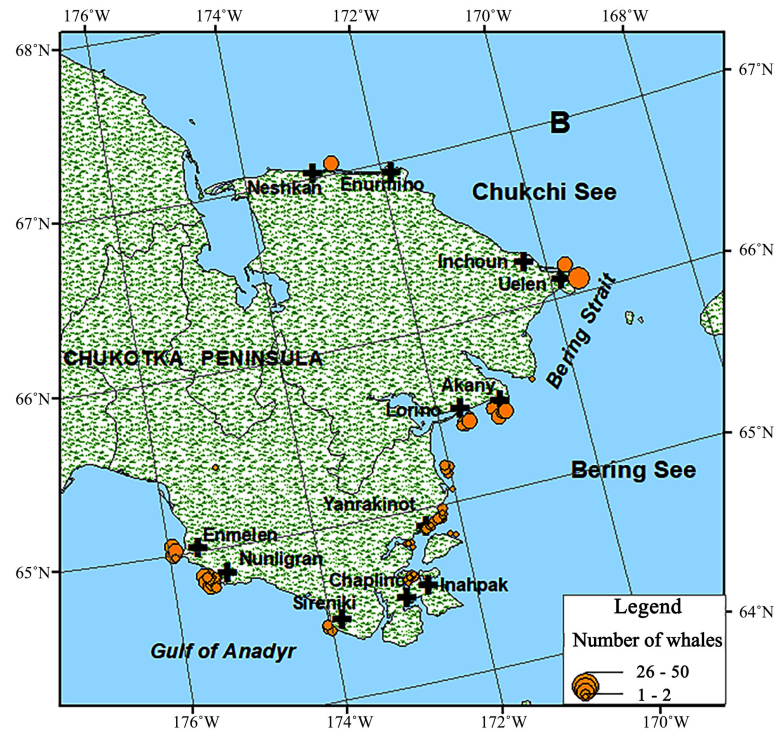 176°W 174°W 172°W 170°W 168°W
68°N
67°N
B
Neshkan
Enurmino
Chukchi See
67°N
Inchoun
66°N
Uelen
Bering Strait
CHUKOTKA PENINSULA
Akany
66°N
Lorino
65°N
Bering See
Yanrakinot
Enmelen
Nunligran
65°N
Chaplino
Inahpak
Sireniki
Gulf of Anadyr
Legend
64°N
Number of whales
26 - 50
1 - 2
176°W 174°W 172°W 170°W